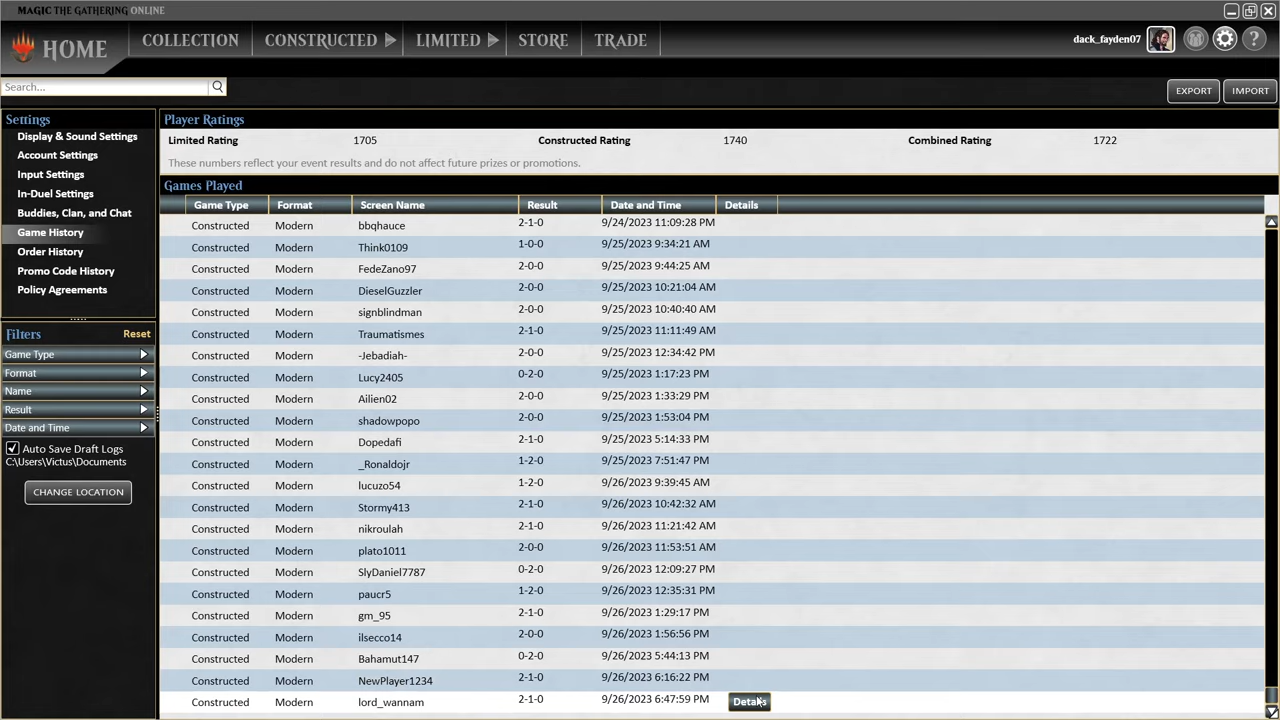 MAGIC THE GATHERING ONLINE
HOME COLLECTION CONSTRUCTED LIMITED STORE TRADE dack_fayden07 ?
Search... EXPORT IMPORT
Settings
Display & Sound Settings
Account Settings
Input Settings
In-Duel Settings
Buddies, Clan, and Chat
Game History
Order History
Promo Code History
Policy Agreements
Filters Reset
Game Type
Format
Name
Result
Date and Time
Auto Save Draft Logs
C:\Users\Victus\Documents
CHANGE LOCATION
Player Ratings
Limited Rating 1705 Constructed Rating 1740 Combined Rating 1722
These numbers reflect your event results and do not affect future prizes or promotions.
Games Played
Game Type Format Screen Name Result Date and Time Details
Constructed Modern bbqhauce 2-1-0 9/24/2023 11:09:28 PM
Constructed Modern Think0109 1-0-0 9/25/2023 9:34:21 AM
Constructed Modern FedeZano97 2-0-0 9/25/2023 9:44:25 AM
Constructed Modern DieselGuzzler 2-0-0 9/25/2023 10:21:04 AM
Constructed Modern signblindman 2-0-0 9/25/2023 10:40:40 AM
Constructed Modern Traumatismes 2-1-0 9/25/2023 11:11:49 AM
Constructed Modern -Jebadiah- 2-0-0 9/25/2023 12:34:42 PM
Constructed Modern Lucy2405 0-2-0 9/25/2023 1:17:23 PM
Constructed Modern Ailien02 2-0-0 9/25/2023 1:33:29 PM
Constructed Modern shadowpopo 2-0-0 9/25/2023 1:53:04 PM
Constructed Modern Dopedafi 2-1-0 9/25/2023 5:14:33 PM
Constructed Modern _Ronaldojr 1-2-0 9/25/2023 7:51:47 PM
Constructed Modern lucuzo54 1-2-0 9/26/2023 9:39:45 AM
Constructed Modern Stormy413 2-1-0 9/26/2023 10:42:32 AM
Constructed Modern nikroulah 2-1-0 9/26/2023 11:21:42 AM
Constructed Modern plato1011 2-0-0 9/26/2023 11:53:51 AM
Constructed Modern SlyDaniel7787 0-2-0 9/26/2023 12:09:27 PM
Constructed Modern paucr5 1-2-0 9/26/2023 12:35:31 PM
Constructed Modern gm_95 2-1-0 9/26/2023 1:29:17 PM
Constructed Modern ilsecco14 2-0-0 9/26/2023 1:56:56 PM
Constructed Modern Bahamut147 0-2-0 9/26/2023 5:44:13 PM
Constructed Modern NewPlayer1234 2-1-0 9/26/2023 6:16:22 PM
Constructed Modern lord_wannam 2-1-0 9/26/2023 6:47:59 PM Details